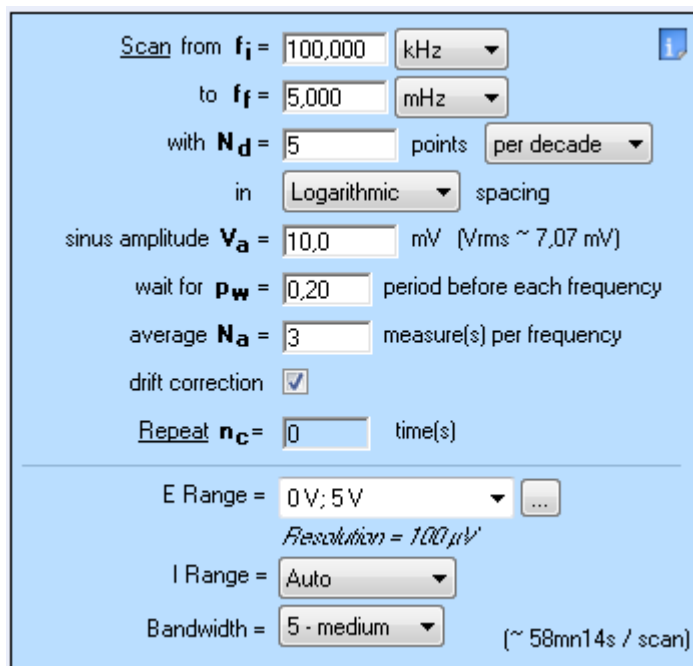 Scan from fi = 100,000 kHz
to ff = 5,000 mHz
with Nd = 5 points per decade
in Logarithmic spacing
sinus amplitude Va = 10,0 mV (Vrms ~ 7,07 mV)
wait for pw = 0,20 period before each frequency
average Na = 3 measure(s) per frequency
drift correction
Repeat nc= 0 time(s)
E Range = 0 V; 5 V ...
Resolution = 100 µV
I Range = Auto
Bandwidth = 5 - medium (~ 58mn14s / scan)